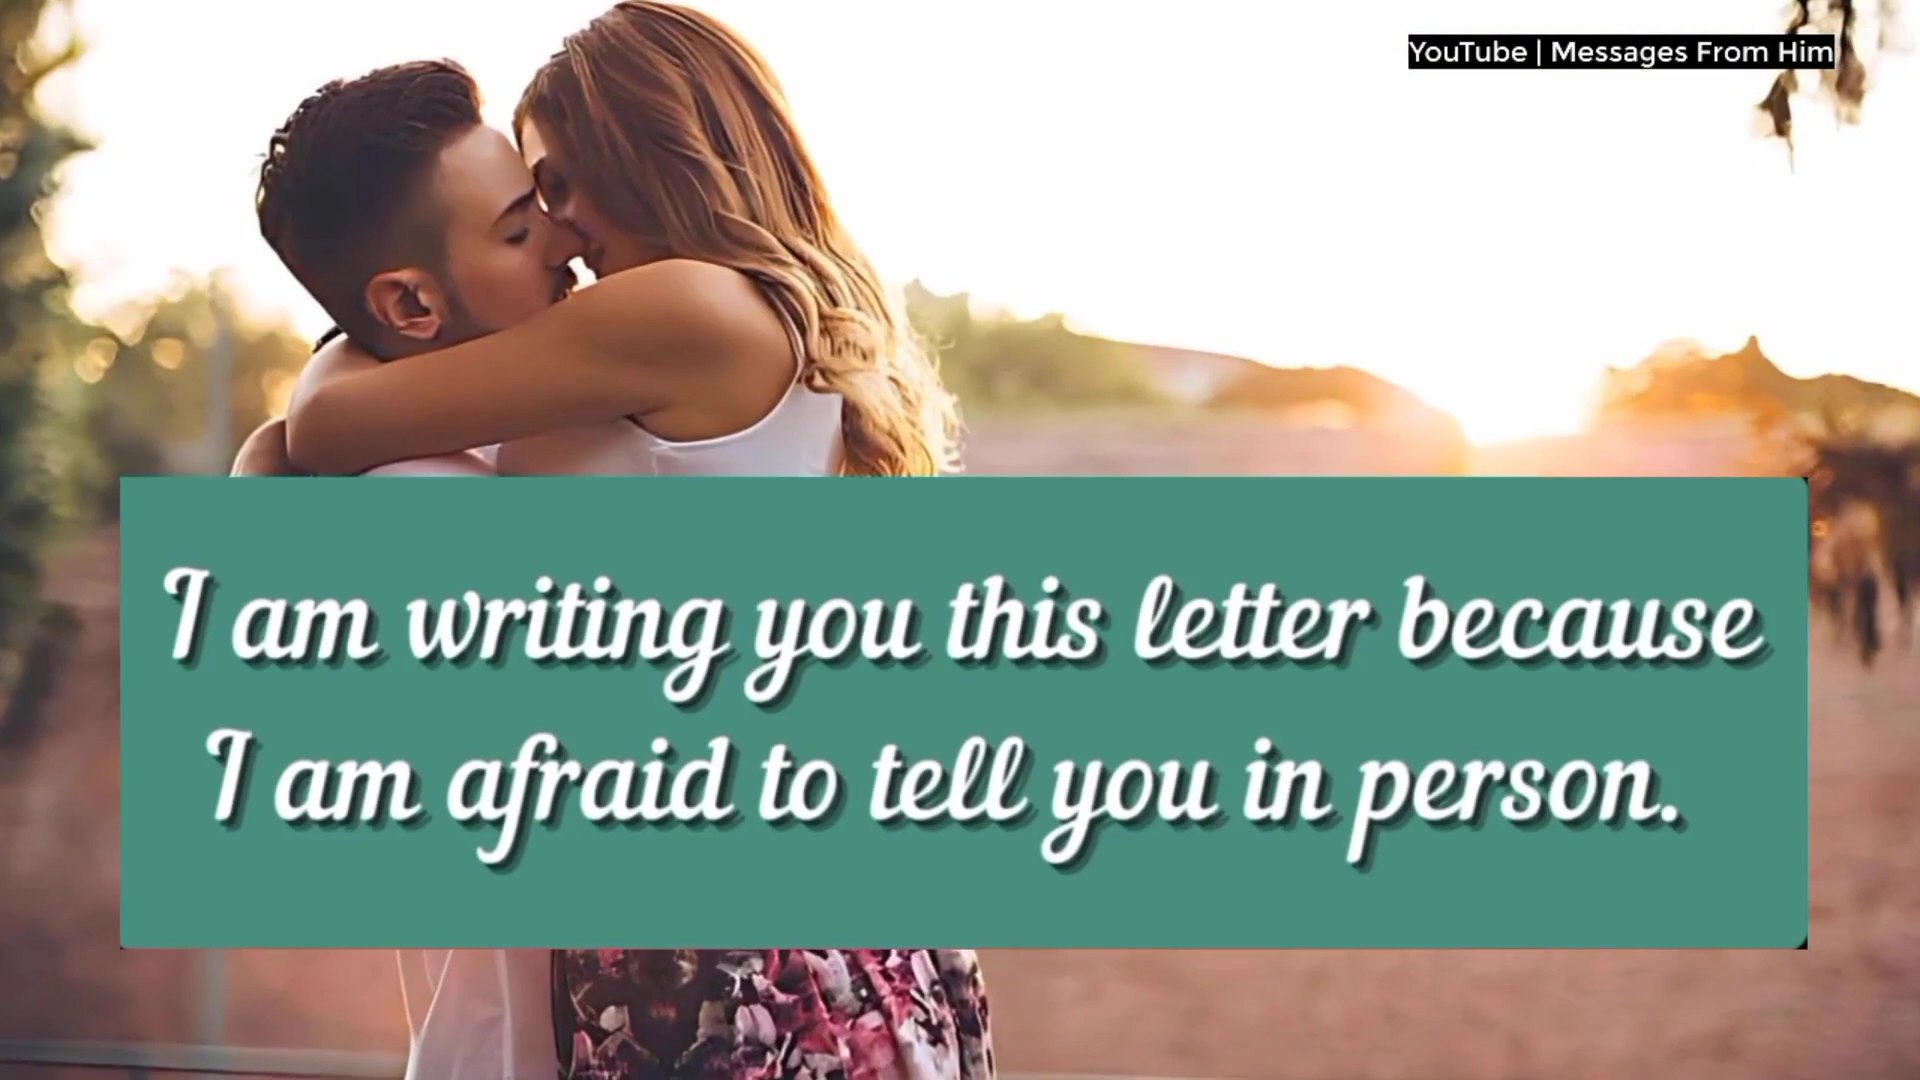 YouTube | Messages From Him
I am writing you this letter because
I am afraid to tell you in person.